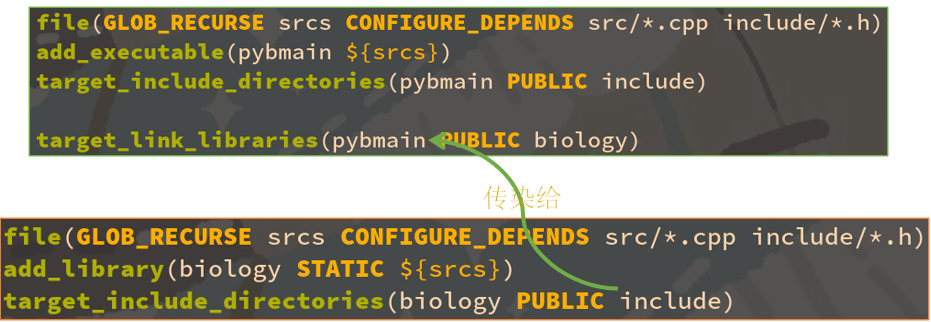 file(GLOB_RECURSE srcs CONFIGURE_DEPENDS src/*.cpp include/*.h)
add_executable(pybmain ${srcs})
target_include_directories(pybmain PUBLIC include)
target_link_libraries(pybmain PUBLIC biology)
传染给
file(GLOB_RECURSE srcs CONFIGURE_DEPENDS src/*.cpp include/*.h)
add_library(biology STATIC ${srcs})
target_include_directories(biology PUBLIC include)